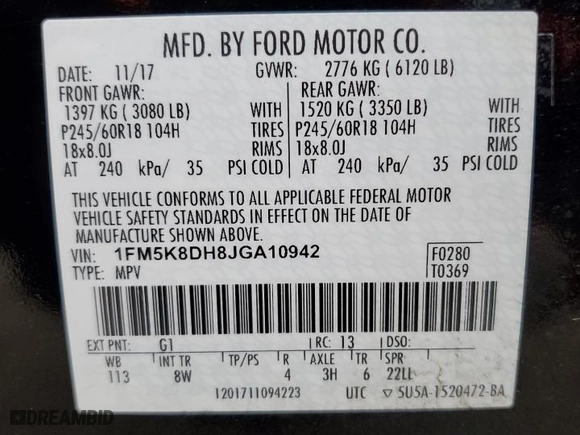 MFD. BY FORD MOTOR CO.
DATE: 11/17 GVWR: 2776 KG ( 6120 LB)
FRONT GAWR: REAR GAWR:
1397 KG ( 3080 LB) WITH 1520 KG ( 3350 LB) WITH
P245/60R18 104H TIRES P245/60R18 104H TIRES
18x8.0J RIMS 18x8.0J RIMS
AT 240 kPa/ 35 PSI COLD AT 240 kPa/ 35 PSI COLD
THIS VEHICLE CONFORMS TO ALL APPLICABLE FEDERAL MOTOR
VEHICLE SAFETY STANDARDS IN EFFECT ON THE DATE OF
MANUFACTURE SHOWN ABOVE.
VIN: 1FM5K8DH8JGA10942 F0280
TYPE: MPV T0369
EXT PNT: G1 RC: 13 DSO:
WB INT TR TP/PS R AXLE TR SPR
113 8W 4 3H 6 22LL
1201711094223 UTC ▽ 5U5A-1520472-BA
DREAMBID